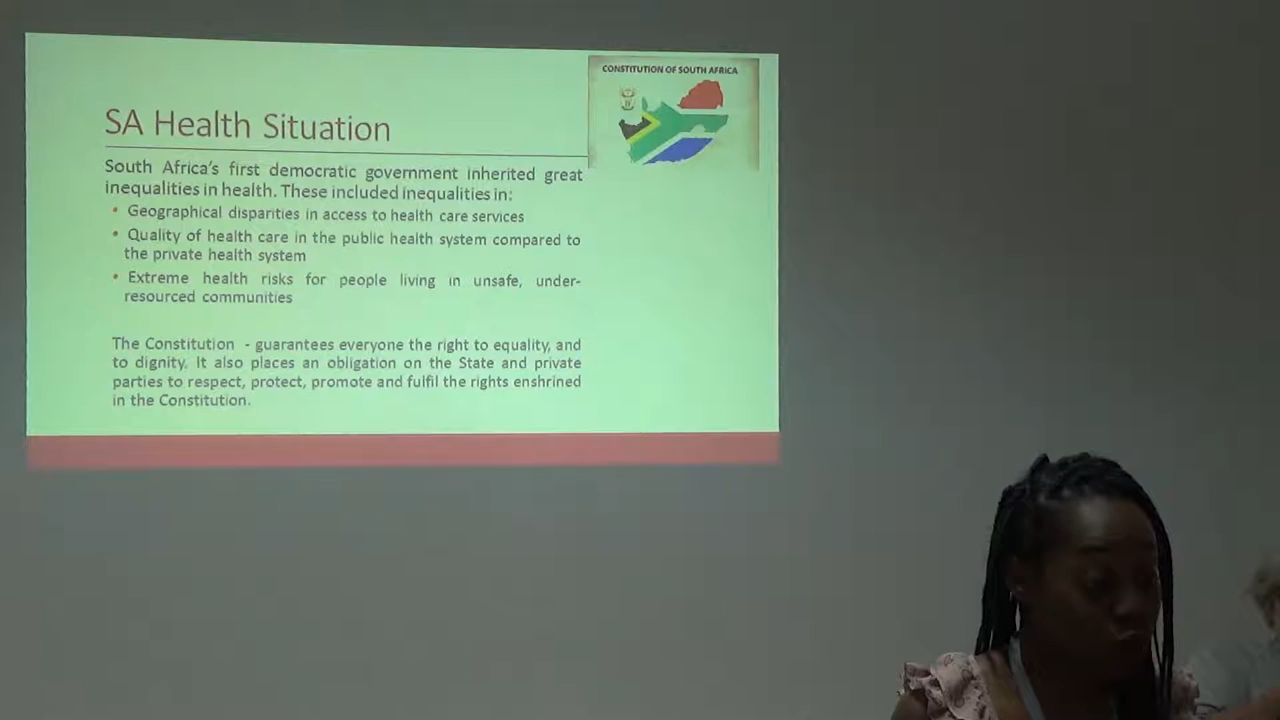 CONSTITUTION OF SOUTH AFRICA
SA Health Situation
South Africa's first democratic government inherited great
inequalities in health. These included inequalities in:
• Geographical disparities in access to health care services
• Quality of health care in the public health system compared to
the private health system
• Extreme health risks for people living in unsafe, under-
resourced communities
The Constitution - guarantees everyone the right to equality, and
to dignity. It also places an obligation on the State and private
parties to respect, protect, promote and fulfil the rights enshrined
in the Constitution.